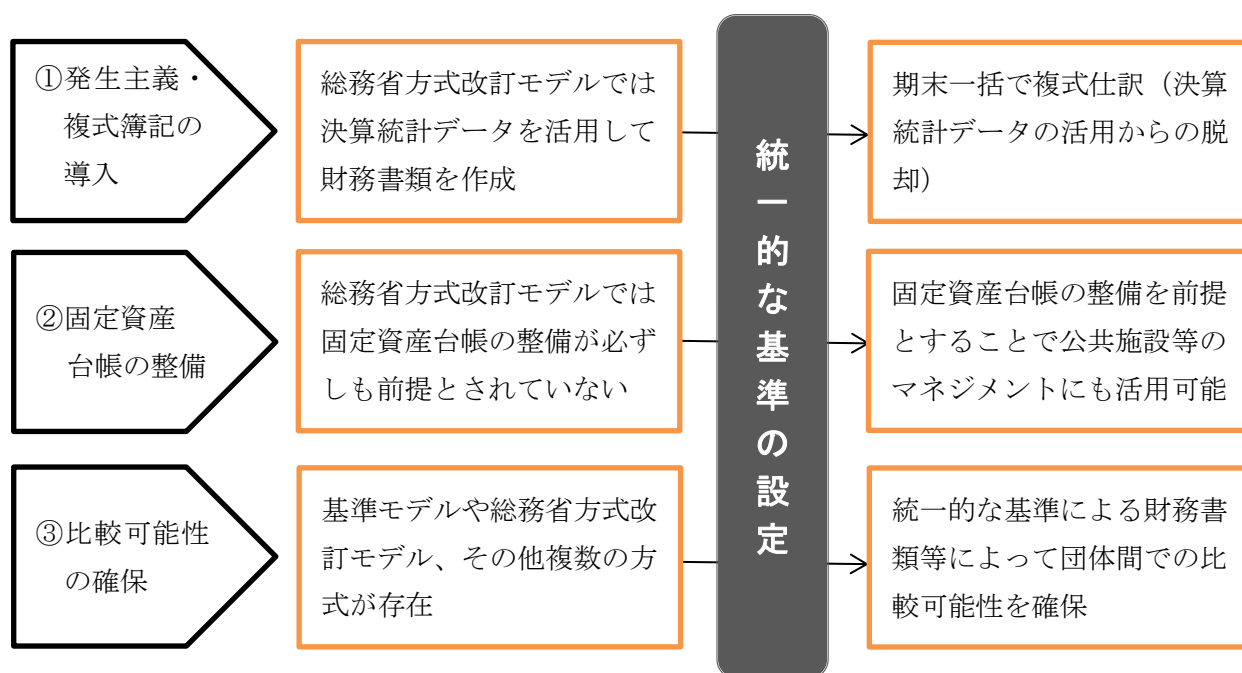 ①発生主義・
複式簿記の
導入
総務省方式改訂モデルでは
決算統計データを活用して
財務書類を作成
期末一括で複式仕訳（決算
統計データの活用からの脱
却）
②固定資産
台帳の整備
総務省方式改訂モデルでは
固定資産台帳の整備が必ず
しも前提とされていない
固定資産台帳の整備を前提
とすることで公共施設等の
マネジメントにも活用可能
③比較可能性
の確保
基準モデルや総務省方式改
訂モデル、その他複数の方
式が存在
統一的な基準による財務書
類等によって団体間での比
較可能性を確保
統一的な基準の設定